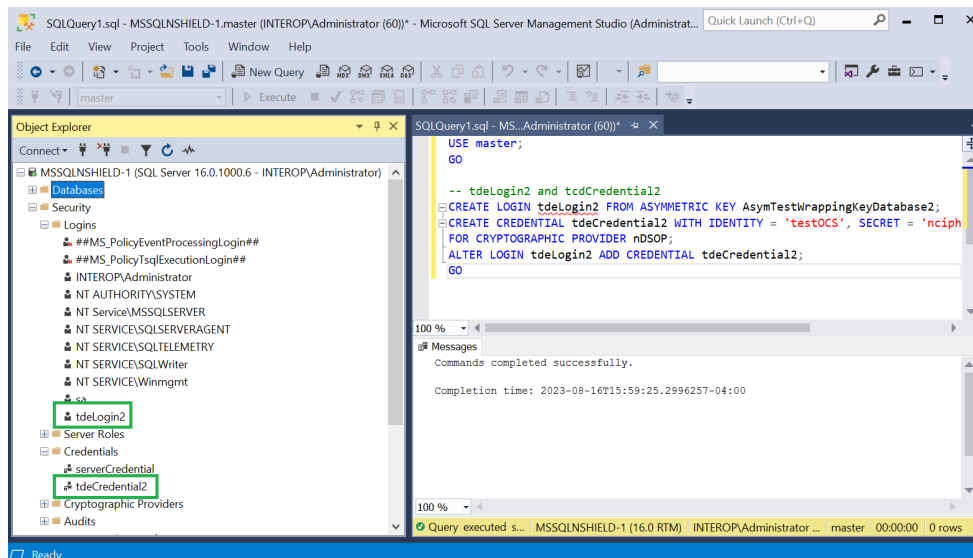 SQLQuery1.sql - MSSQLNSHIELD-1.master (INTEROP\Administrator (60))* - Microsoft SQL Server Management Studio (Administrat...
Quick Launch (Ctrl+Q)
File Edit View Project Tools Window Help
New Query MDX DMX XMLA DAX
master Execute
Object Explorer
Connect
MSSQLNSHIELD-1 (SQL Server 16.0.1000.6 - INTEROP\Administrator)
Databases
Security
Logins
##MS_PolicyEventProcessingLogin##
##MS_PolicyTsqlExecutionLogin##
INTEROP\Administrator
NT AUTHORITY\SYSTEM
NT Service\MSSQLSERVER
NT SERVICE\SQLSERVERAGENT
NT SERVICE\SQLTELEMETRY
NT SERVICE\SQLWriter
NT SERVICE\Winmgmt
sa
tdeLogin2
Server Roles
Credentials
serverCredential
tdeCredential2
Cryptographic Providers
Audits
SQLQuery1.sql - MS...Administrator (60))*
USE master;
GO
-- tdeLogin2 and tcdCredential2
CREATE LOGIN tdeLogin2 FROM ASYMMETRIC KEY AsymTestWrappingKeyDatabase2;
CREATE CREDENTIAL tdeCredential2 WITH IDENTITY = 'testOCS', SECRET = 'nciph
FOR CRYPTOGRAPHIC PROVIDER nDSOP;
ALTER LOGIN tdeLogin2 ADD CREDENTIAL tdeCredential2;
GO
100 %
Messages
Commands completed successfully.
Completion time: 2023-08-16T15:59:25.2996257-04:00
100 %
Query executed s... MSSQLNSHIELD-1 (16.0 RTM) INTEROP\Administrator ... master 00:00:00 0 rows
Ready